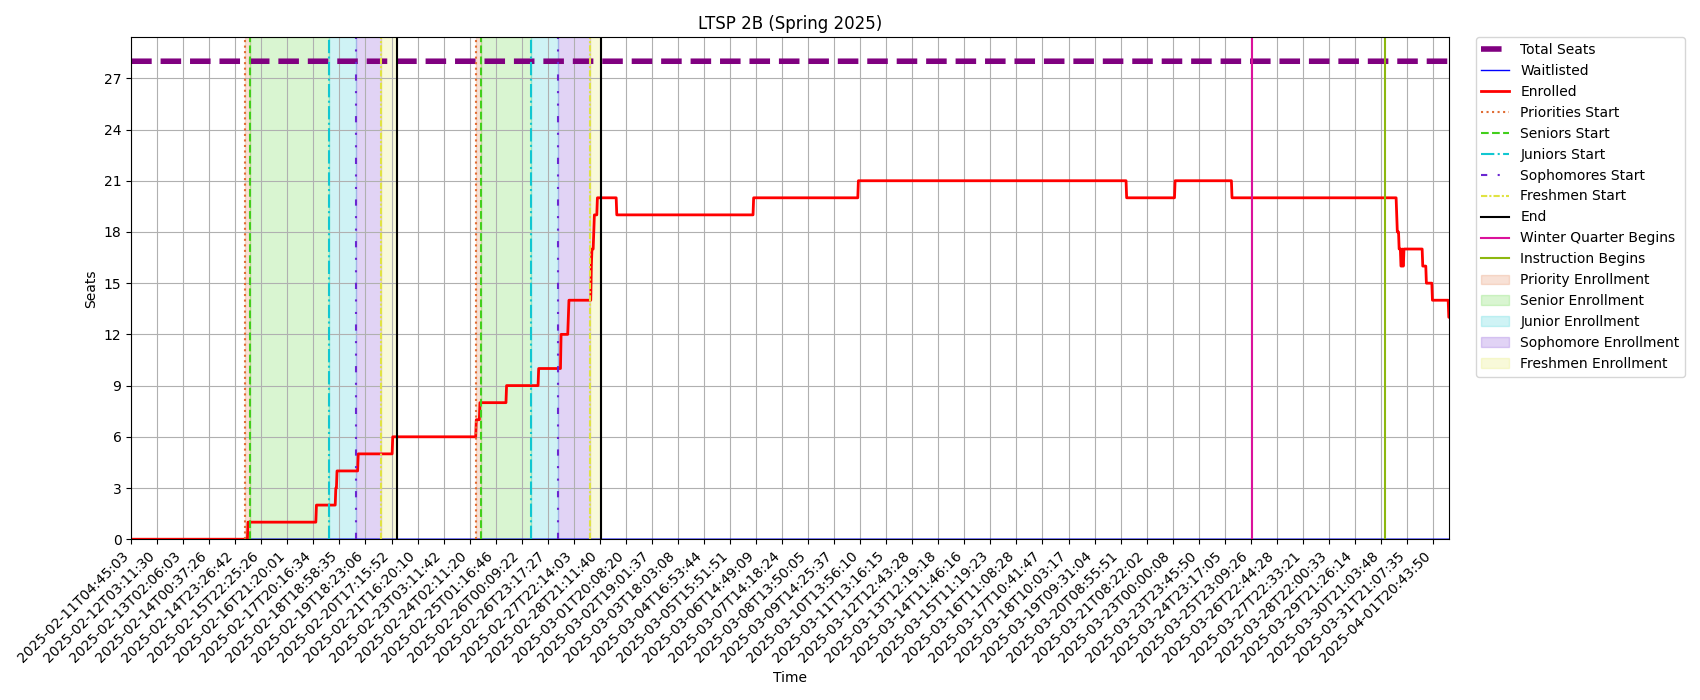 LTSP 2B (Spring 2025)
Seats
27
24
21
18
15
12
9
6
3
0
2025-02-11T04:45:03
2025-02-12T03:11:30
2025-02-13T02:06:03
2025-02-14T00:37:26
2025-02-14T23:26:42
2025-02-15T22:25:26
2025-02-16T21:20:01
2025-02-17T20:16:34
2025-02-18T18:58:35
2025-02-19T18:23:06
2025-02-20T17:15:52
2025-02-21T16:20:10
2025-02-23T03:11:42
2025-02-24T02:11:20
2025-02-25T01:16:46
2025-02-26T00:09:22
2025-02-26T23:17:27
2025-02-27T22:14:03
2025-02-28T21:11:40
2025-03-01T20:08:20
2025-03-02T19:01:37
2025-03-03T18:03:08
2025-03-04T16:53:44
2025-03-05T15:51:51
2025-03-06T14:49:09
2025-03-07T14:18:24
2025-03-08T13:50:05
2025-03-09T14:25:37
2025-03-10T13:56:10
2025-03-11T13:16:15
2025-03-12T12:43:28
2025-03-13T12:19:18
2025-03-14T11:46:16
2025-03-15T11:19:23
2025-03-16T11:08:28
2025-03-17T10:41:47
2025-03-18T10:03:17
2025-03-19T09:31:04
2025-03-20T08:55:51
2025-03-21T08:22:02
2025-03-23T00:00:08
2025-03-23T23:45:50
2025-03-24T23:17:05
2025-03-25T23:09:26
2025-03-26T22:44:28
2025-03-27T22:33:21
2025-03-28T22:00:33
2025-03-29T21:26:14
2025-03-30T21:03:48
2025-03-31T21:07:35
2025-04-01T20:43:50
Time
Total Seats
Waitlisted
Enrolled
Priorities Start
Seniors Start
Juniors Start
Sophomores Start
Freshmen Start
End
Winter Quarter Begins
Instruction Begins
Priority Enrollment
Senior Enrollment
Junior Enrollment
Sophomore Enrollment
Freshmen Enrollment